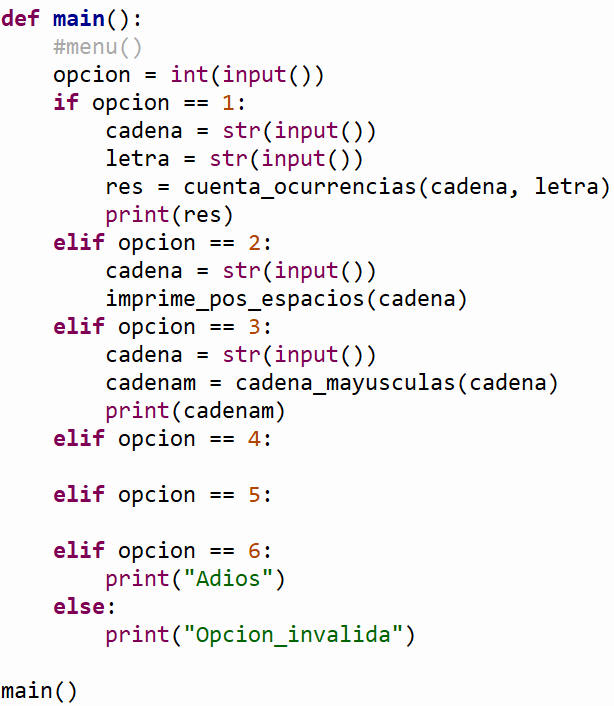 def main():
    #menu()
    opcion = int(input())
    if opcion == 1:
        cadena = str(input())
        letra = str(input())
        res = cuenta_ocurrencias(cadena, letra)
        print(res)
    elif opcion == 2:
        cadena = str(input())
        imprime_pos_espacios(cadena)
    elif opcion == 3:
        cadena = str(input())
        cadenam = cadena_mayusculas(cadena)
        print(cadenam)
    elif opcion == 4:
    elif opcion == 5:
    elif opcion == 6:
        print("Adios")
    else:
        print("Opcion_invalida")
main()